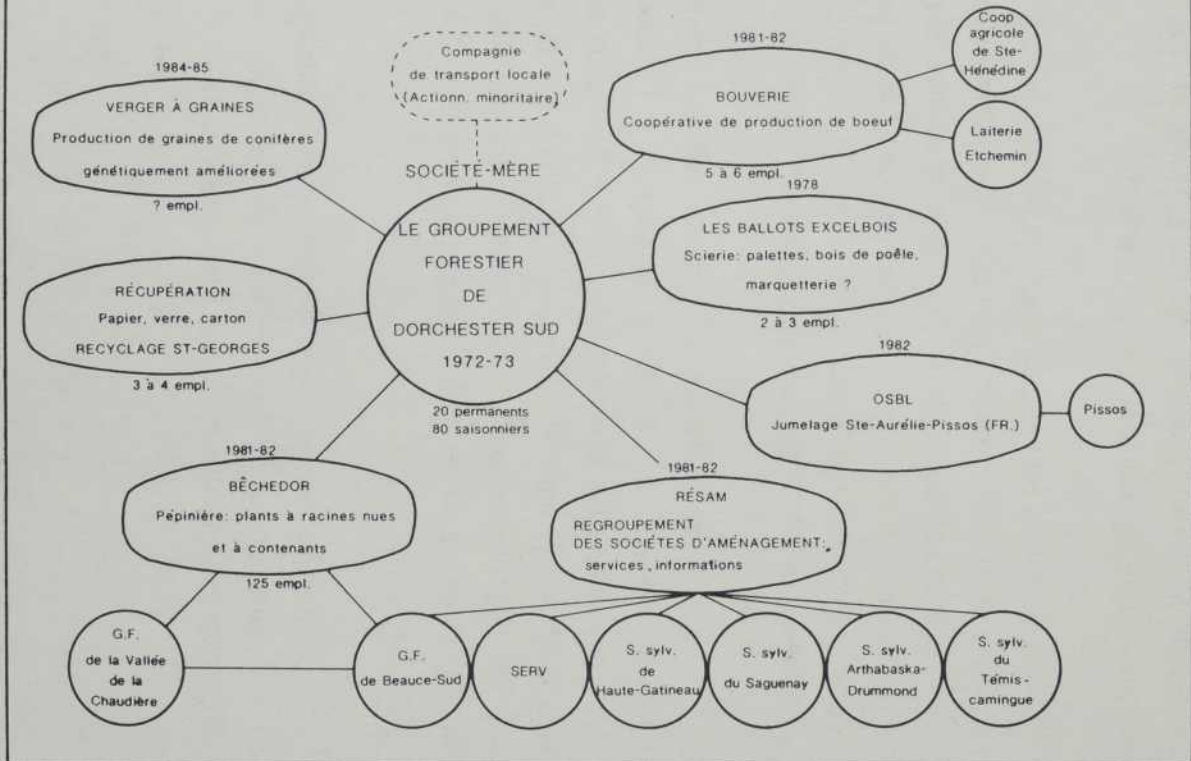 1984-85
VERGER À GRAINES
Production de graines de conifères
génétiquement améliorées
? empl.
Compagnie
de transport locale
(Actionn. minoritaire)
1981-82
BOUVERIE
Coopérative de production de boeuf
5 à 6 empl.
Coop
agricole
de Ste-
Hénédine
Laiterie
Etchemin
SOCIÉTÉ-MÈRE
LE GROUPEMENT
FORESTIER
DE
DORCHESTER SUD
1972-73
20 permanents
80 saisonniers
1978
LES BALLOTS EXCELBOIS
Scierie: palettes, bois de poêle,
marquetterie ?
2 à 3 empl.
RÉCUPÉRATION
Papier, verre, carton
RECYCLAGE ST-GEORGES
3 à 4 empl.
1982
OSBL
Jumelage Ste-Aurélie-Pissos (FR.)
Pissos
1981-82
BÊCHEDOR
Pépinière: plants à racines nues
et à contenants
125 empl.
1981-82
RÉSAM
REGROUPEMENT
DES SOCIÉTES D'AMÉNAGEMENT:
services, informations
G.F.
de la Vallée
de la
Chaudière
G.F.
de Beauce-Sud
SERV
S. sylv.
de
Haute-Gatineau
S. sylv.
du Saguenay
S. sylv.
Arthabaska-
Drummond
S. sylv.
du
Témis-
camingue